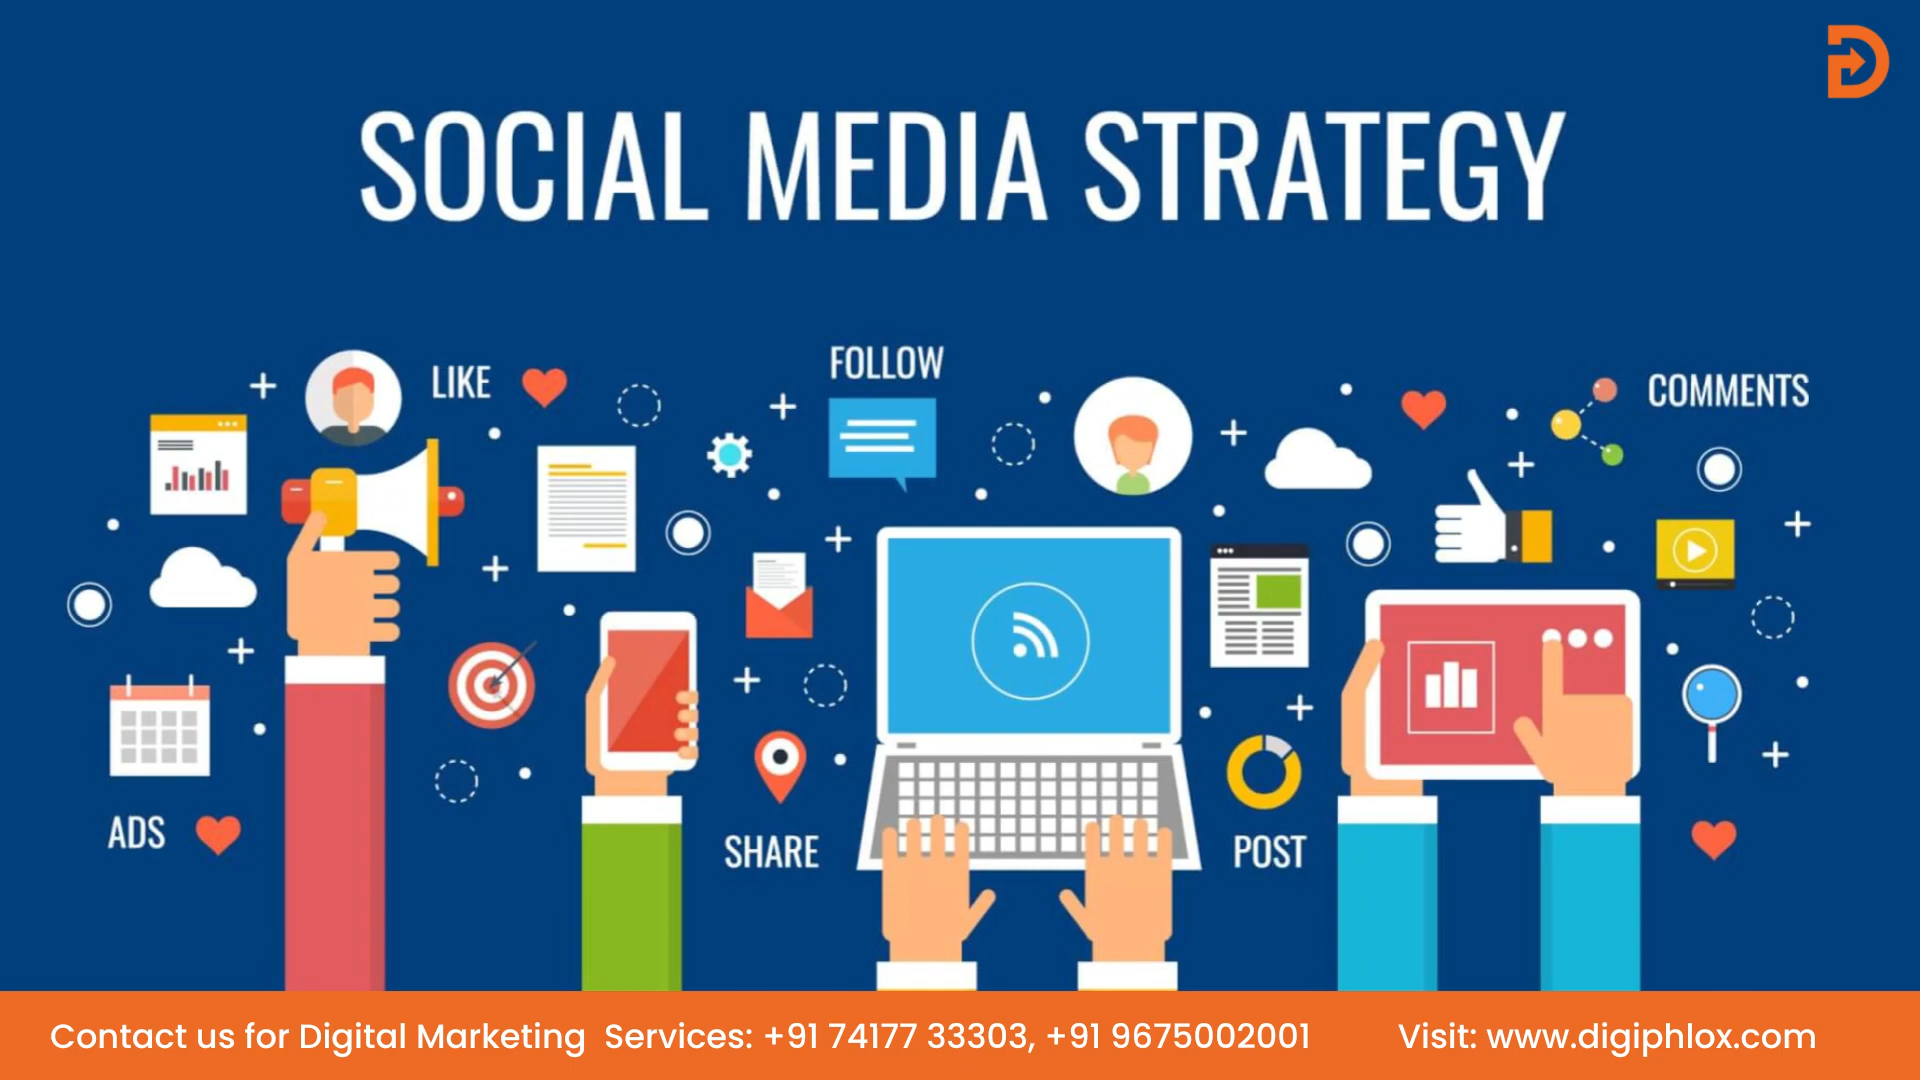 SOCIAL MEDIA STRATEGY
FOLLOW
LIKE
COMMENTS
ADS
SHARE
POST
Contact us for Digital Marketing Services: +91 74177 33303, +91 9675002001
Visit: www.digiphlox.com